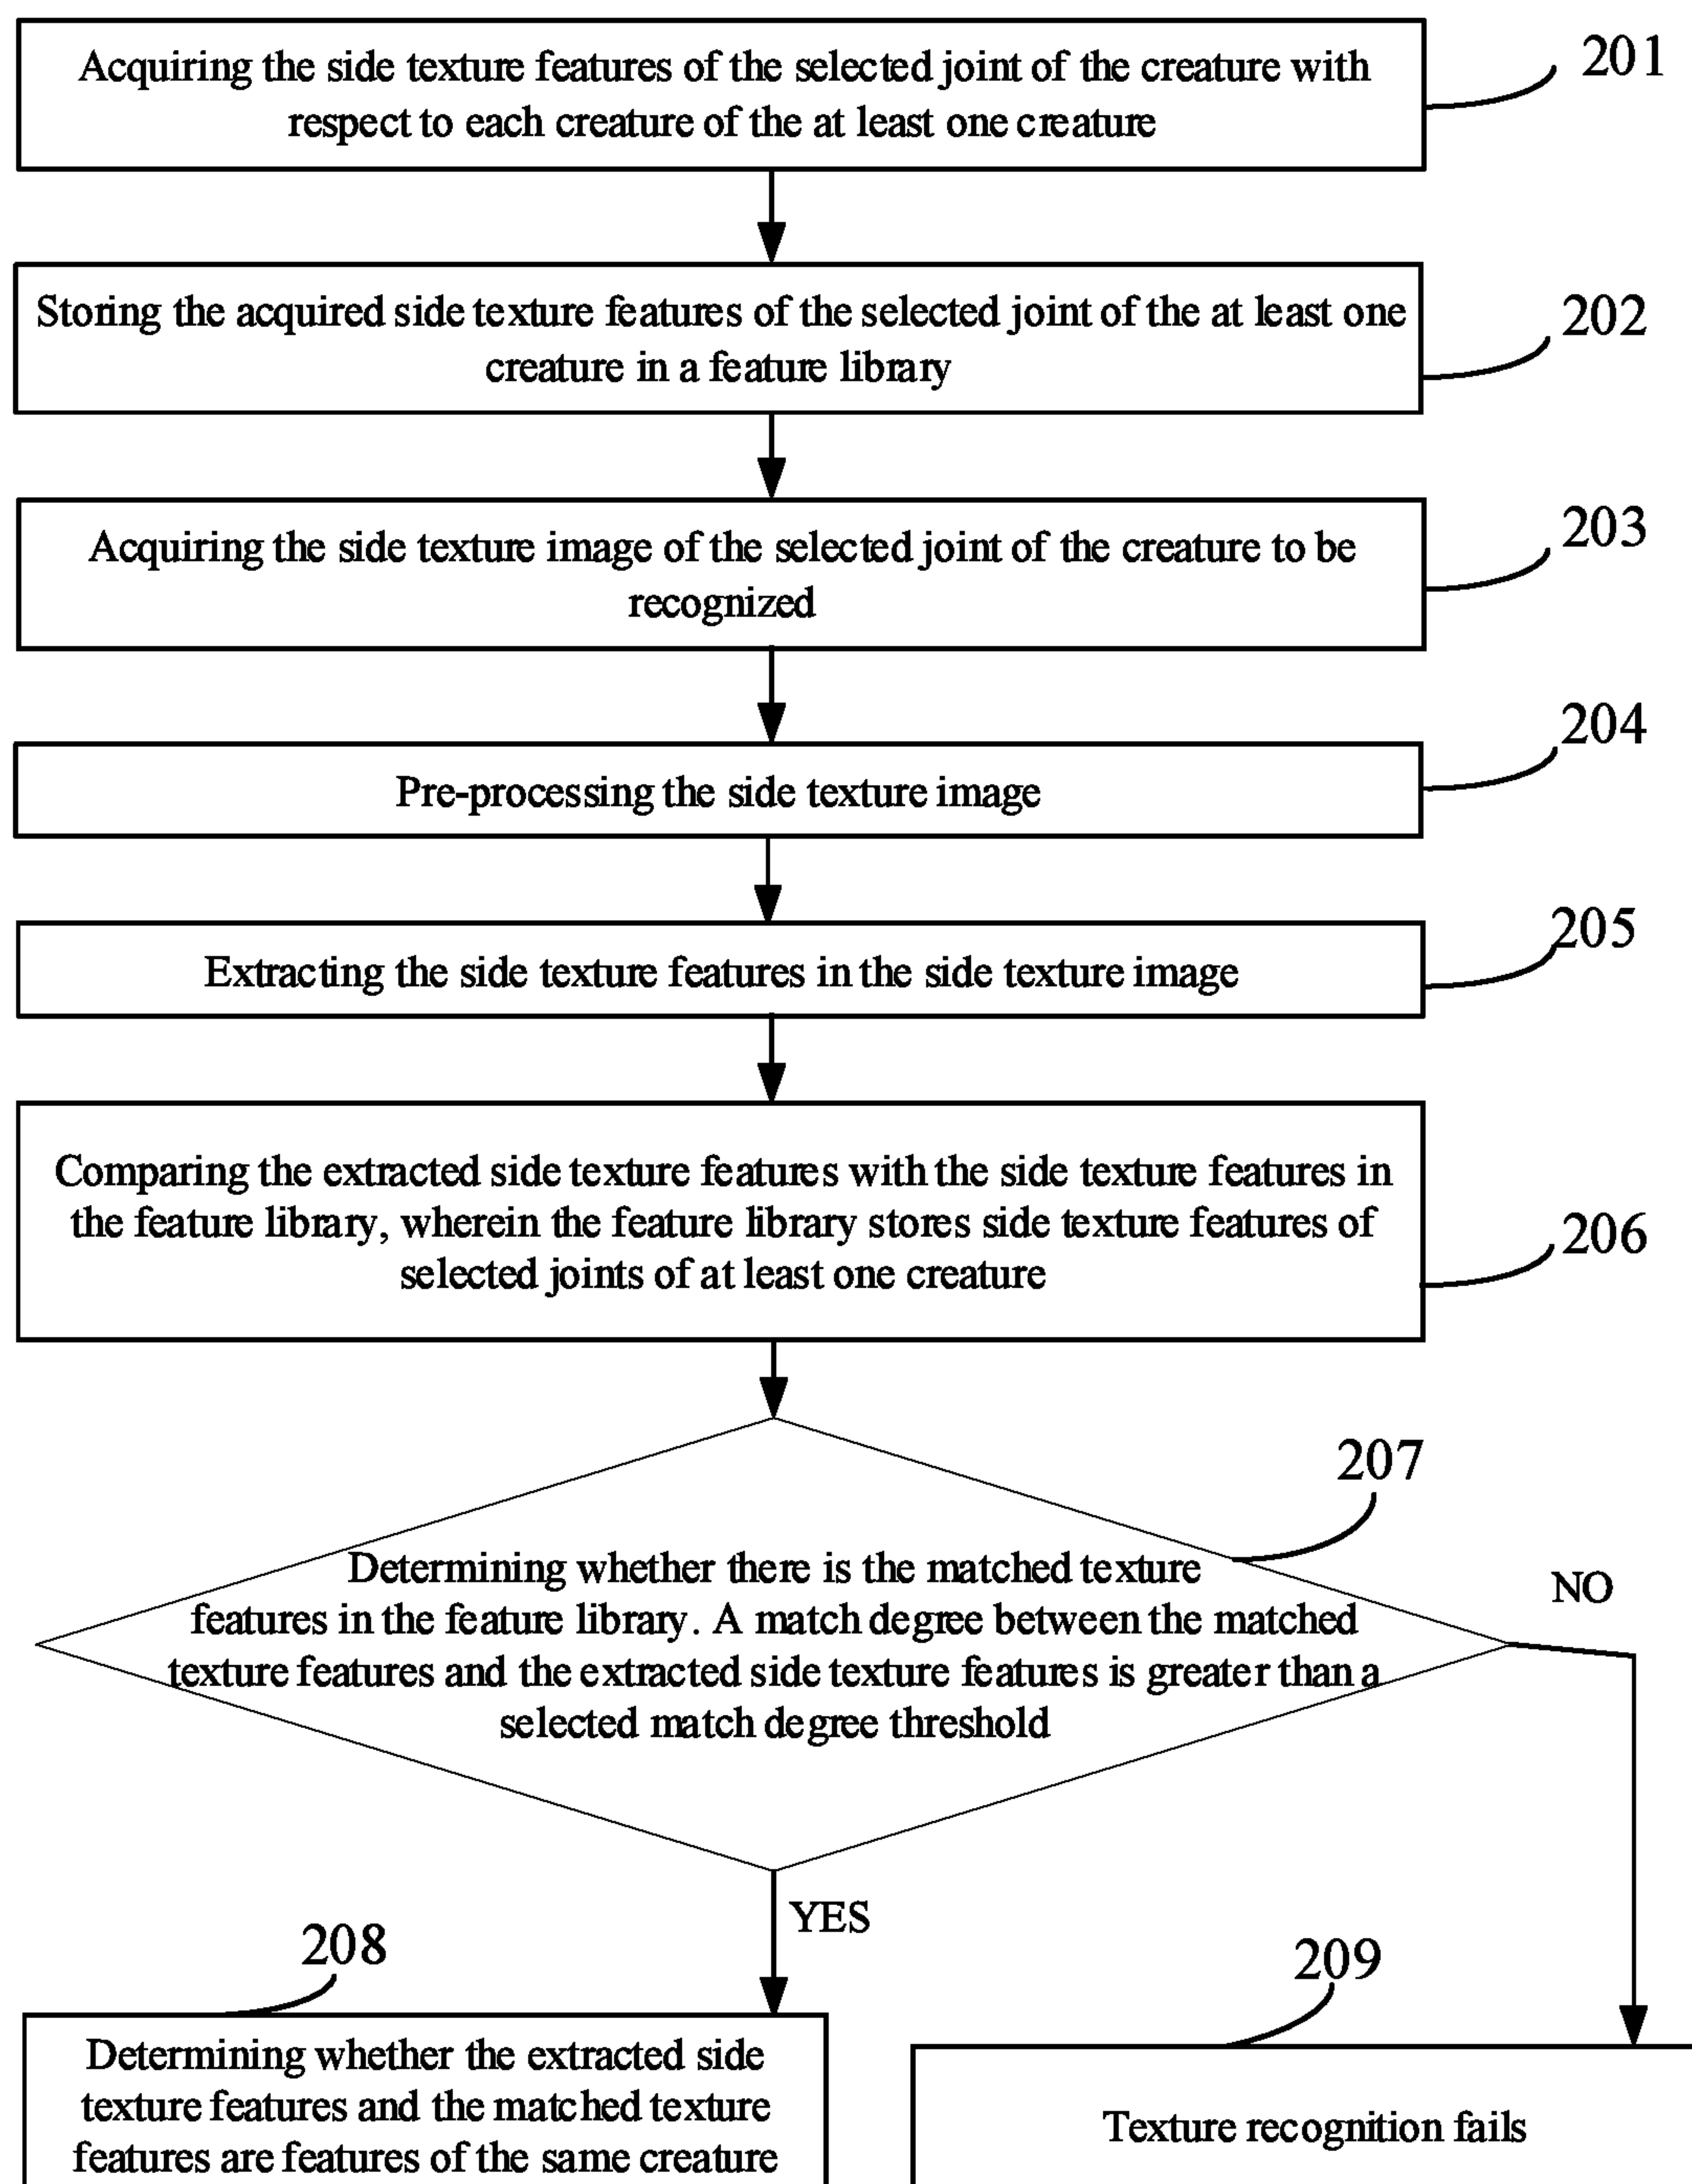 Acquiring the side texture features of the selected joint of the creature with
respect to each creature of the at least one creature
201
Storing the acquired side texture features of the selected joint of the at least one
creature in a feature library
202
Acquiring the side texture image of the selected joint of the creature to be
recognized
203
Pre-processing the side texture image
204
Extracting the side texture features in the side texture image
205
Comparing the extracted side texture features with the side texture features in
the feature library, wherein the feature library stores side texture features of
selected joints of at least one creature
206
207
Determining whether there is the matched texture
features in the feature library. A match degree between the matched
texture features and the extracted side texture features is greater than a
selected match degree threshold
NO
YES
208
Determining whether the extracted side
texture features and the matched texture
features are features of the same creature
209
Texture recognition fails